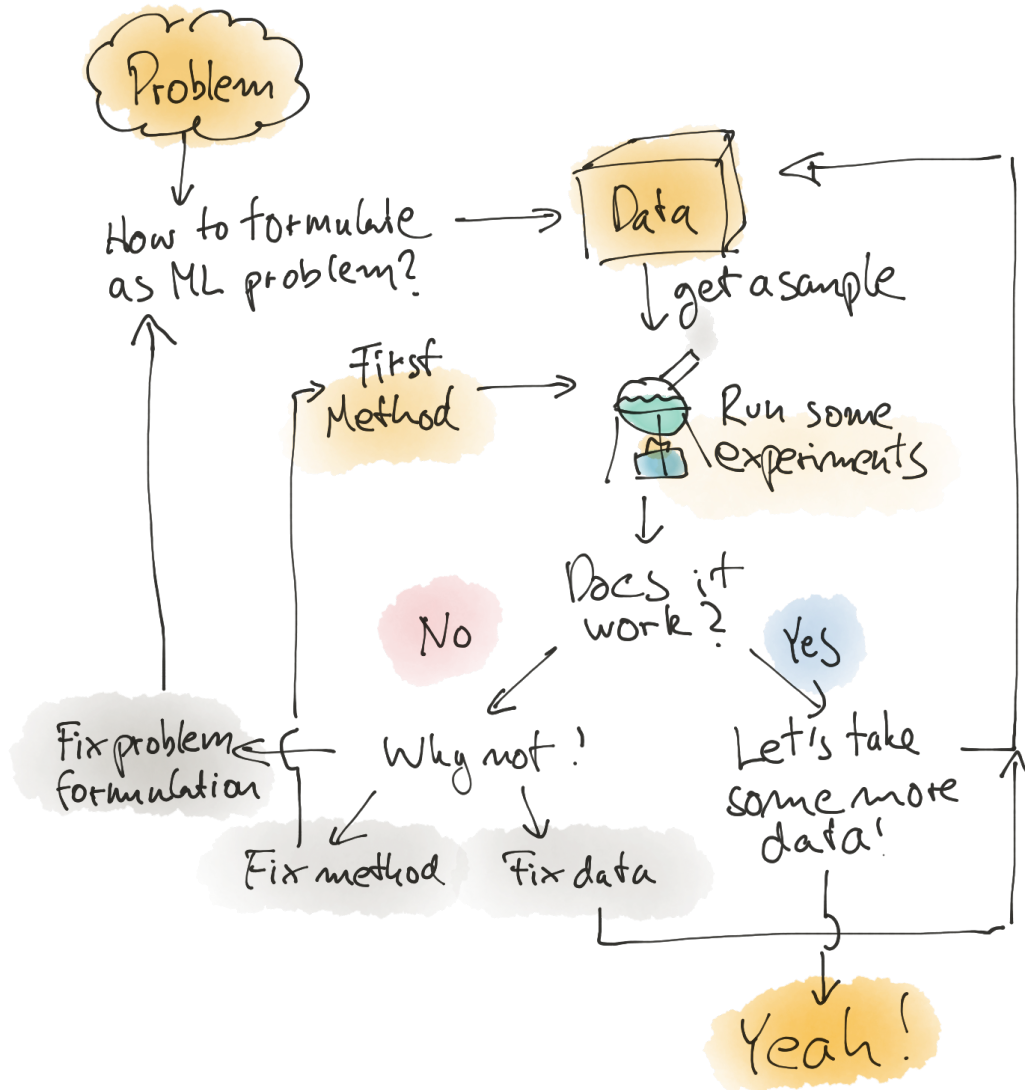 Problem
How to formulate
as ML problem?
Data
get a sample
First
Method
Run some
experiments
Does it
work?
No
Yes
Fix problem
formulation
Why not!
Let's take
some more
data!
Fix method
Fix data
Yeah!